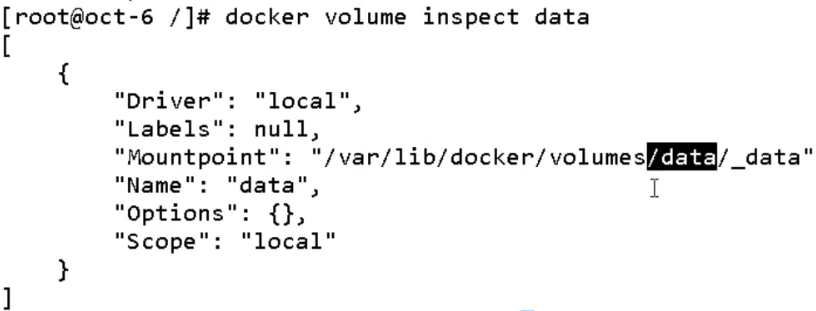 [root@oct-6 /]# docker volume inspect data
[
    {
        "Driver": "local",
        "Labels": null,
        "Mountpoint": "/var/lib/docker/volumes/data/_data"
        "Name": "data",
        "Options": {},
        "Scope": "local"
    }
]